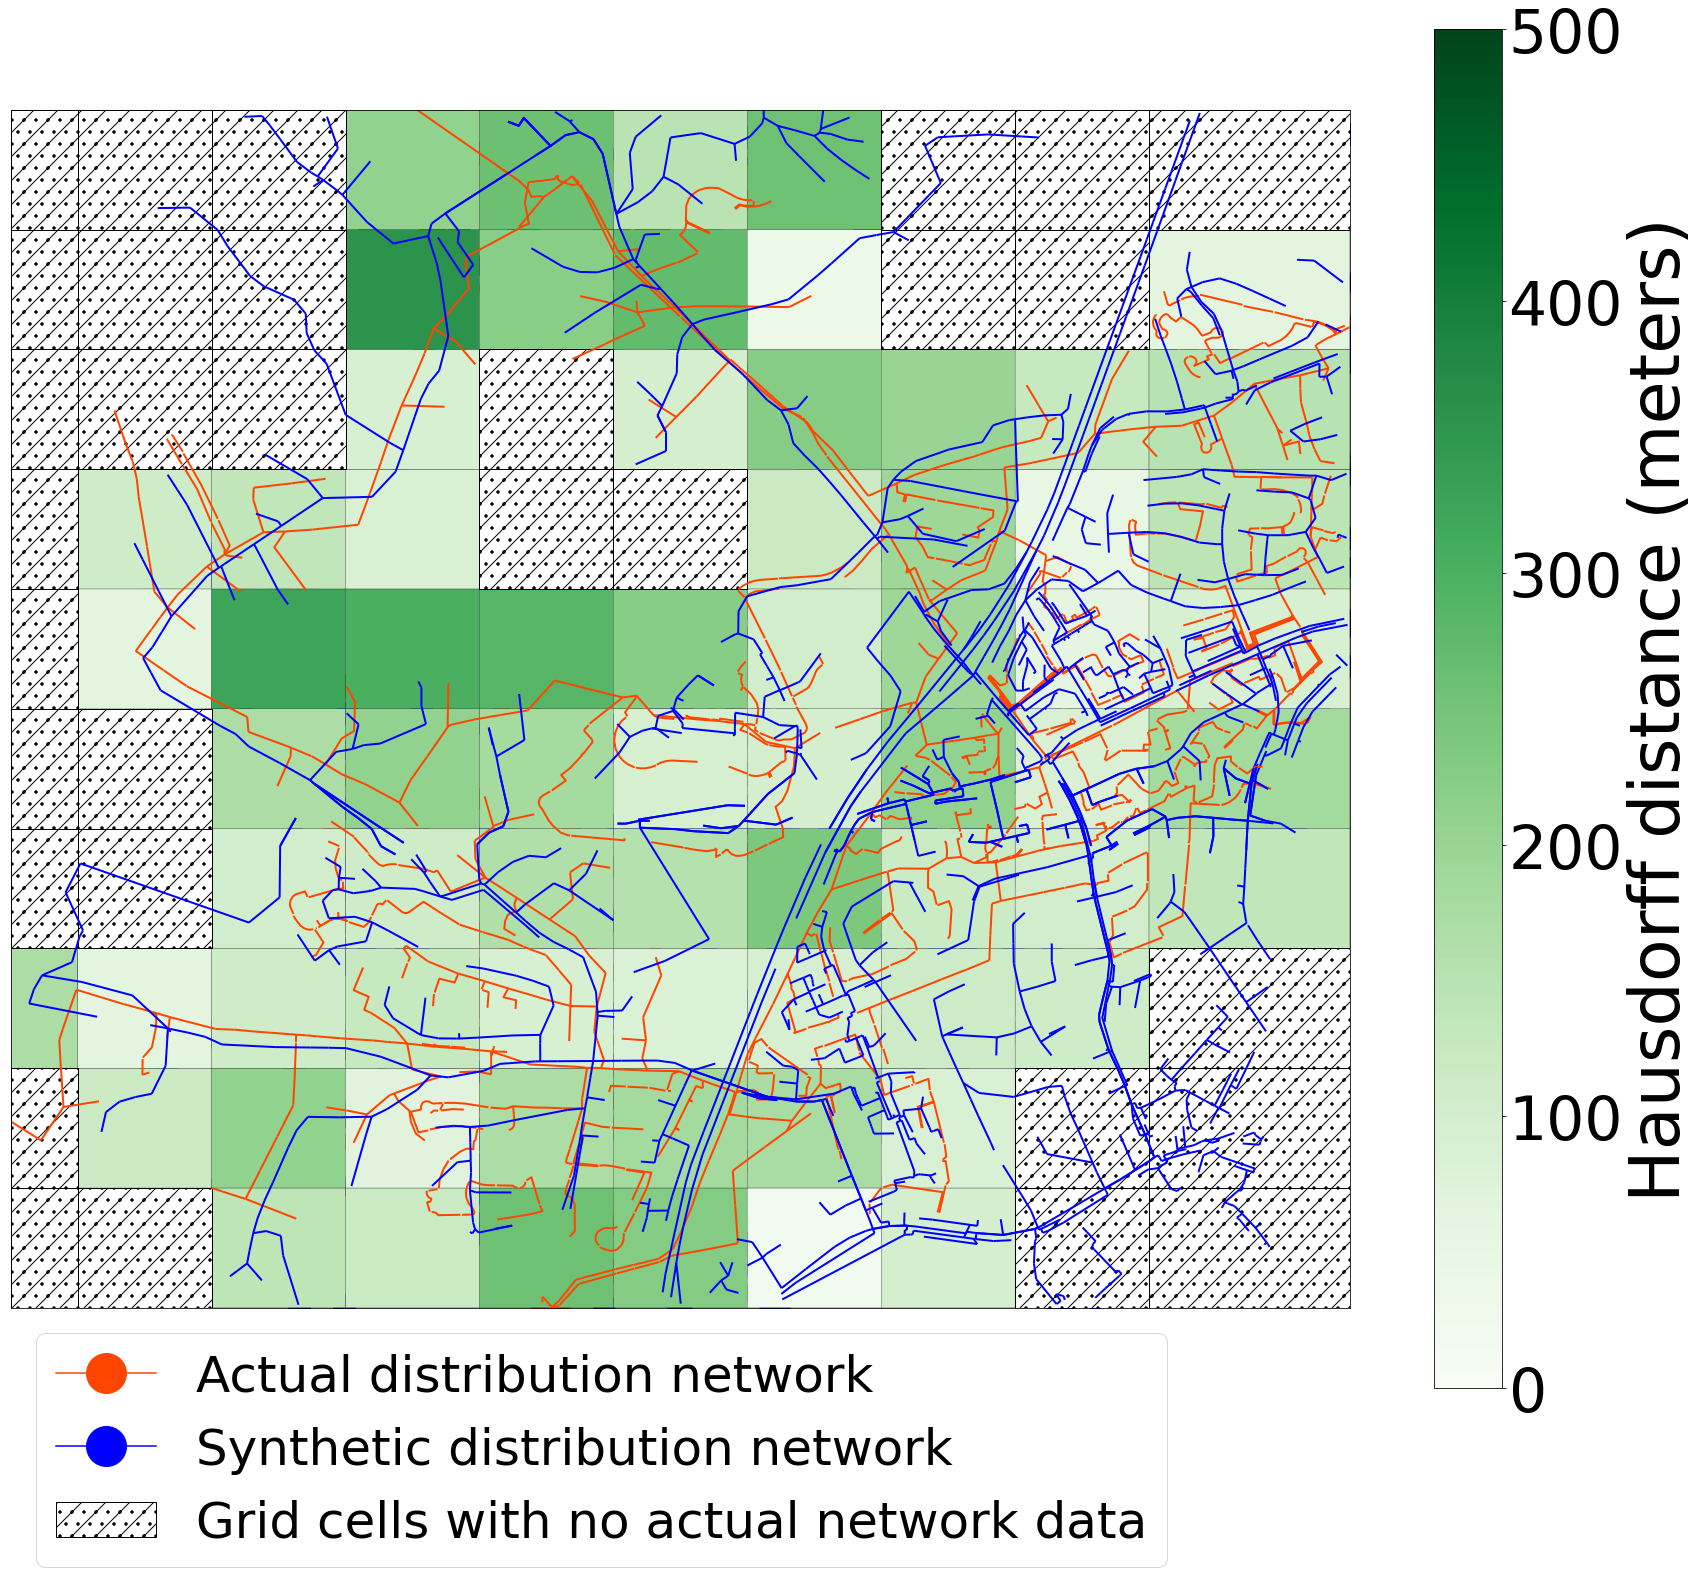 500
400
300
200
100
0
Hausdorff distance (meters)
Actual distribution network
Synthetic distribution network
Grid cells with no actual network data